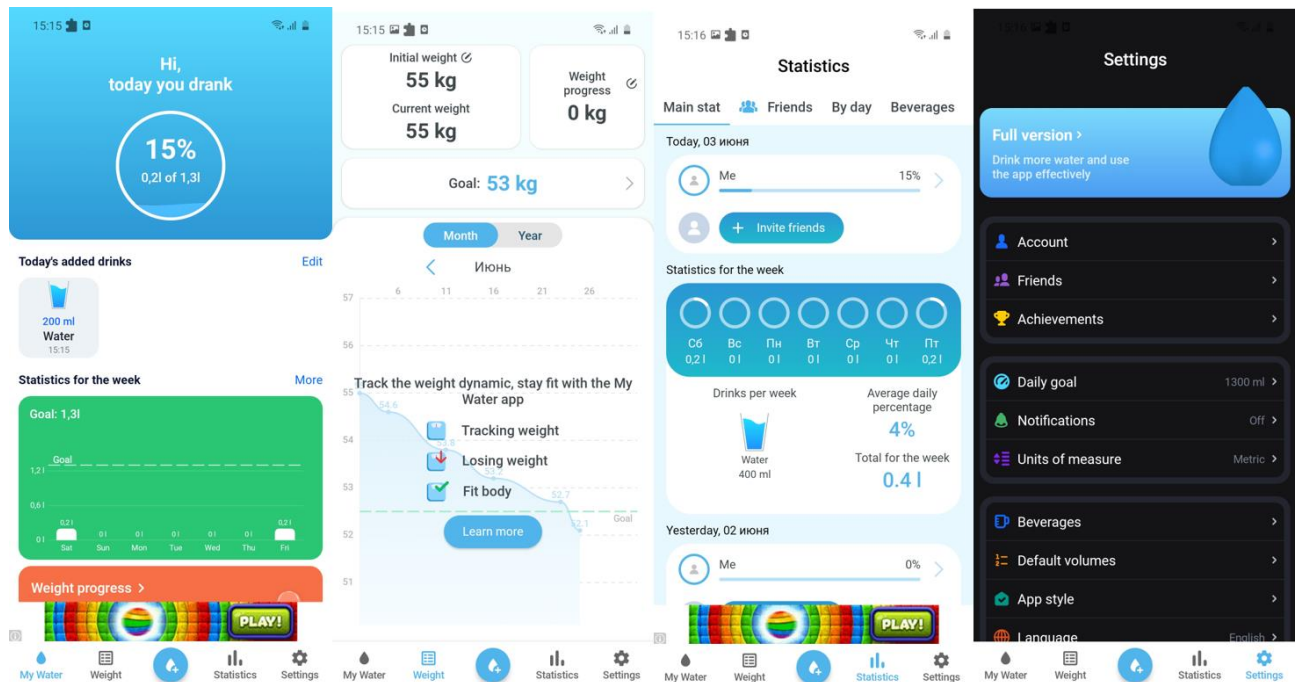 15:15
Hi,
today you drank
15%
0,2l of 1,3l
Today's added drinks Edit
200 ml
Water
15:15
Statistics for the week More
Goal: 1,3l
Goal
1,2 l
0,6 l
0,2 l 0 l 0 l 0 l 0 l 0 l 0,2 l
0 l
Sat Sun Mon Tue Wed Thu Fri
Weight progress >
PLAY!
My Water Weight Statistics Settings
15:15
Initial weight
55 kg
Current weight
55 kg
Weight
progress
0 kg
Goal: 53 kg >
Month Year
< Июнь
6 11 16 21 26
57
56
55
54
53
52
51
54.6
53.8
53.2
52.7
52.1
Goal
Track the weight dynamic, stay fit with the My
Water app
Tracking weight
Losing weight
Fit body
Learn more
My Water Weight Statistics Settings
15:16
Statistics
Main stat Friends By day Beverages
Today, 03 июня
Me 15% >
+ Invite friends
Statistics for the week
Сб Вс Пн Вт Ср Чт Пт
0,2 l 0 l 0 l 0 l 0 l 0 l 0,2 l
Drinks per week
Water
400 ml
Average daily
percentage
4%
Total for the week
0.4 l
Yesterday, 02 июня
Me 0% >
PLAY!
My Water Weight Statistics Settings
15:16
Settings
Full version >
Drink more water and use
the app effectively
Account >
Friends >
Achievements >
Daily goal 1300 ml >
Notifications Off >
Units of measure Metric >
Beverages >
Default volumes >
App style >
Language English >
My Water Weight Statistics Settings